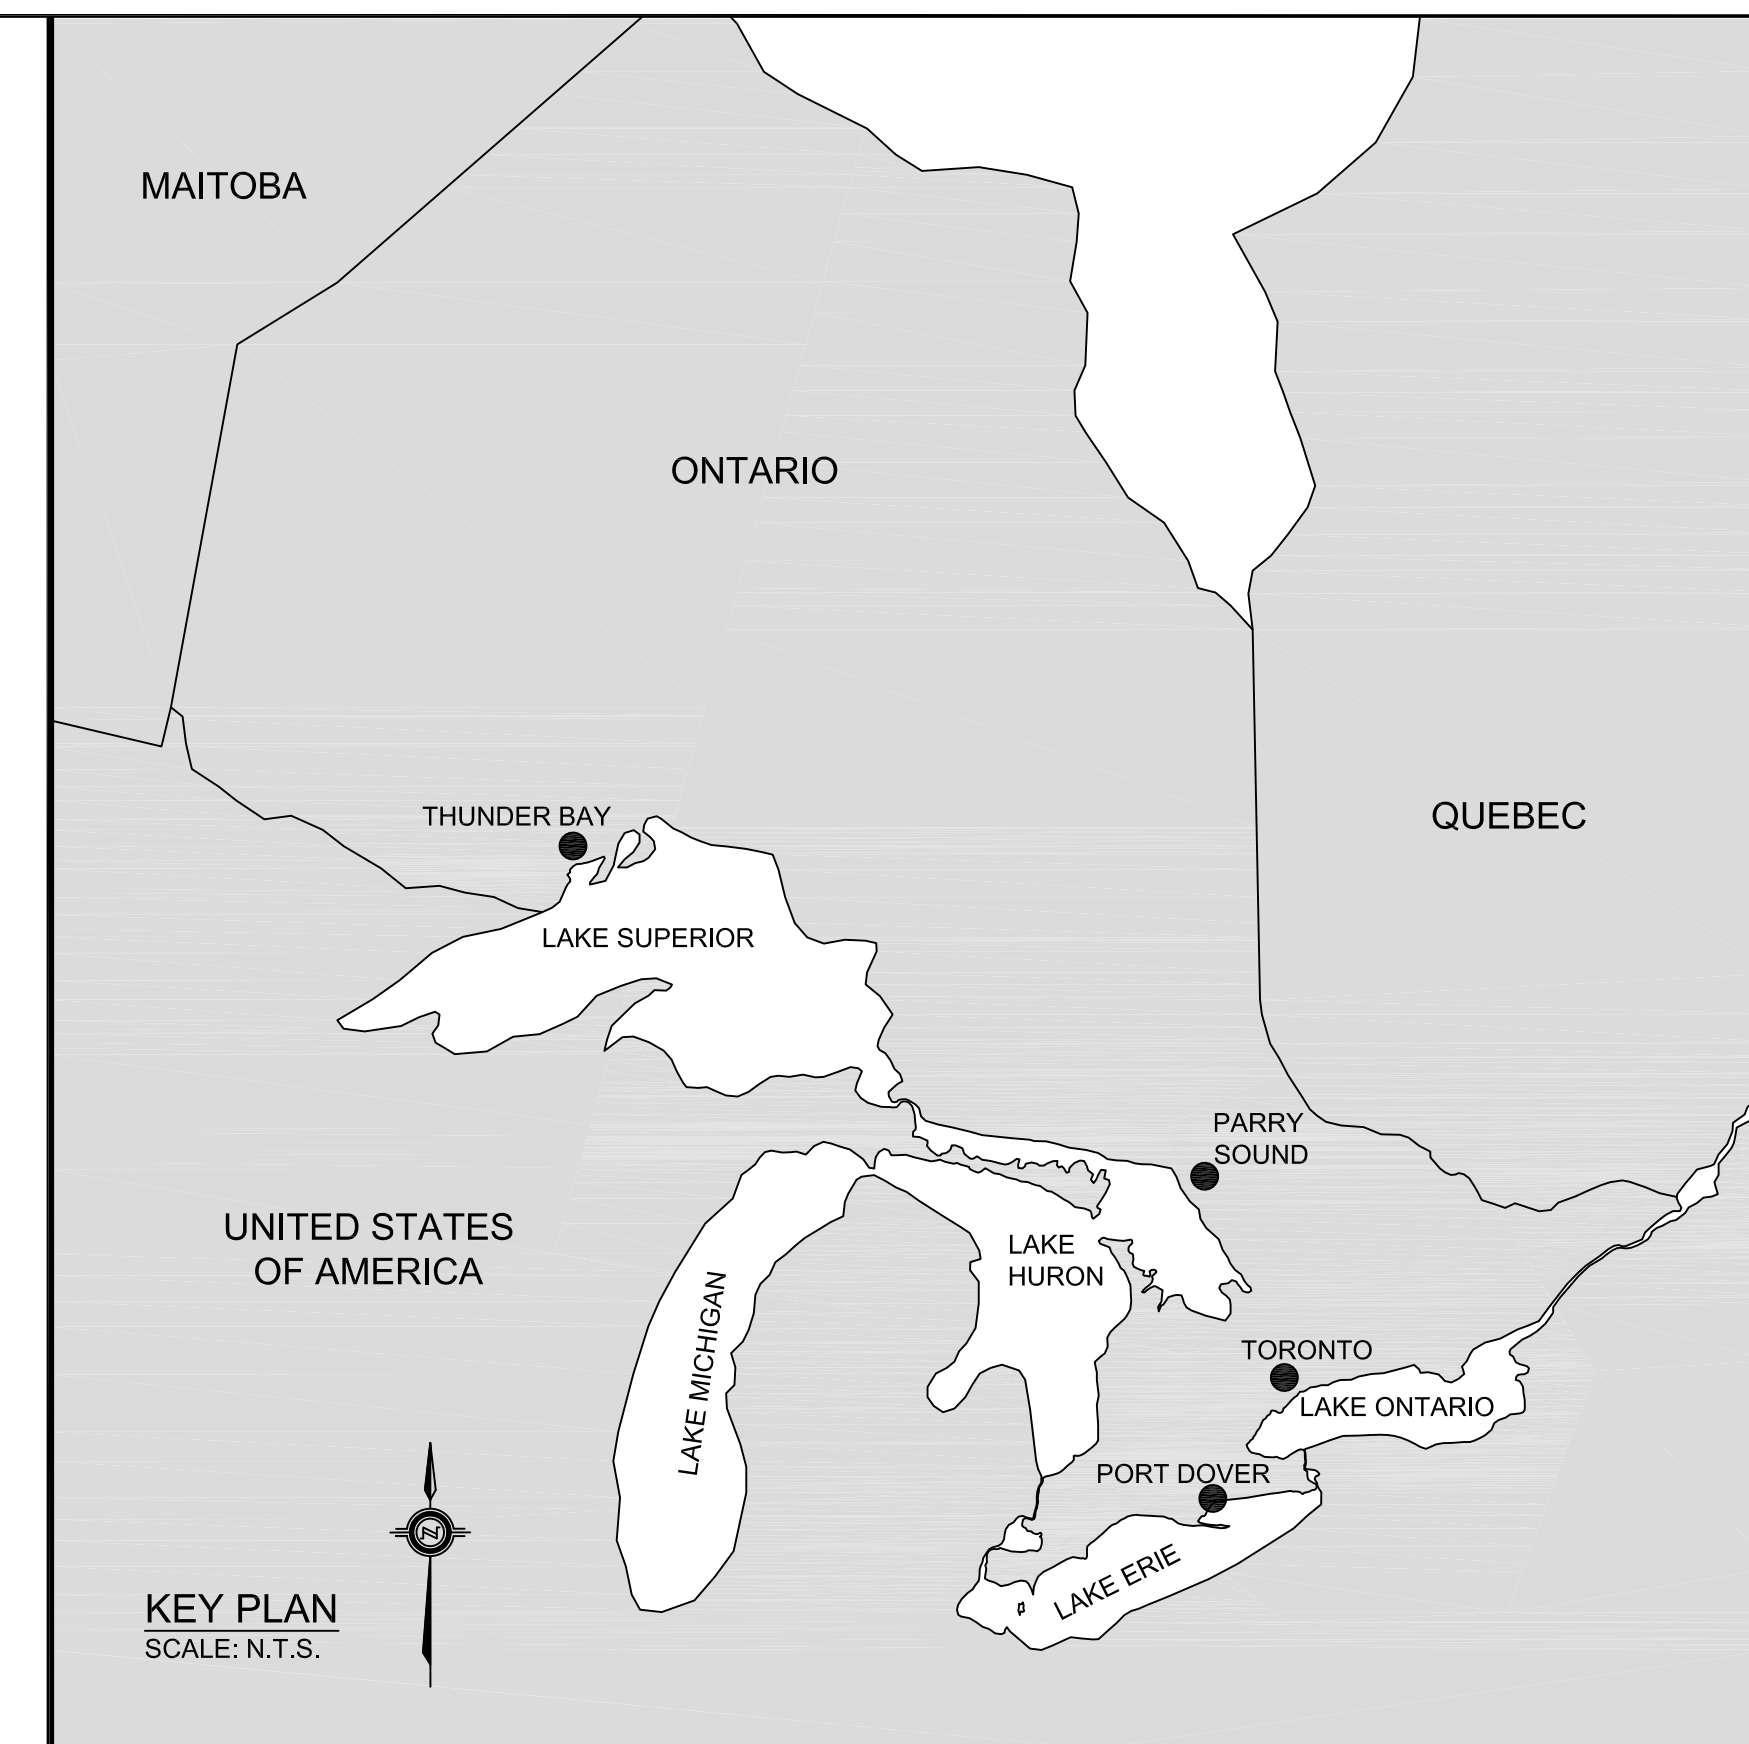 MAITOBA
ONTARIO
QUEBEC
THUNDER BAY
LAKE SUPERIOR
PARRY
SOUND
UNITED STATES
OF AMERICA
LAKE
HURON
LAKE MICHIGAN
TORONTO
LAKE ONTARIO
PORT DOVER
LAKE ERIE
N
KEY PLAN
SCALE: N.T.S.